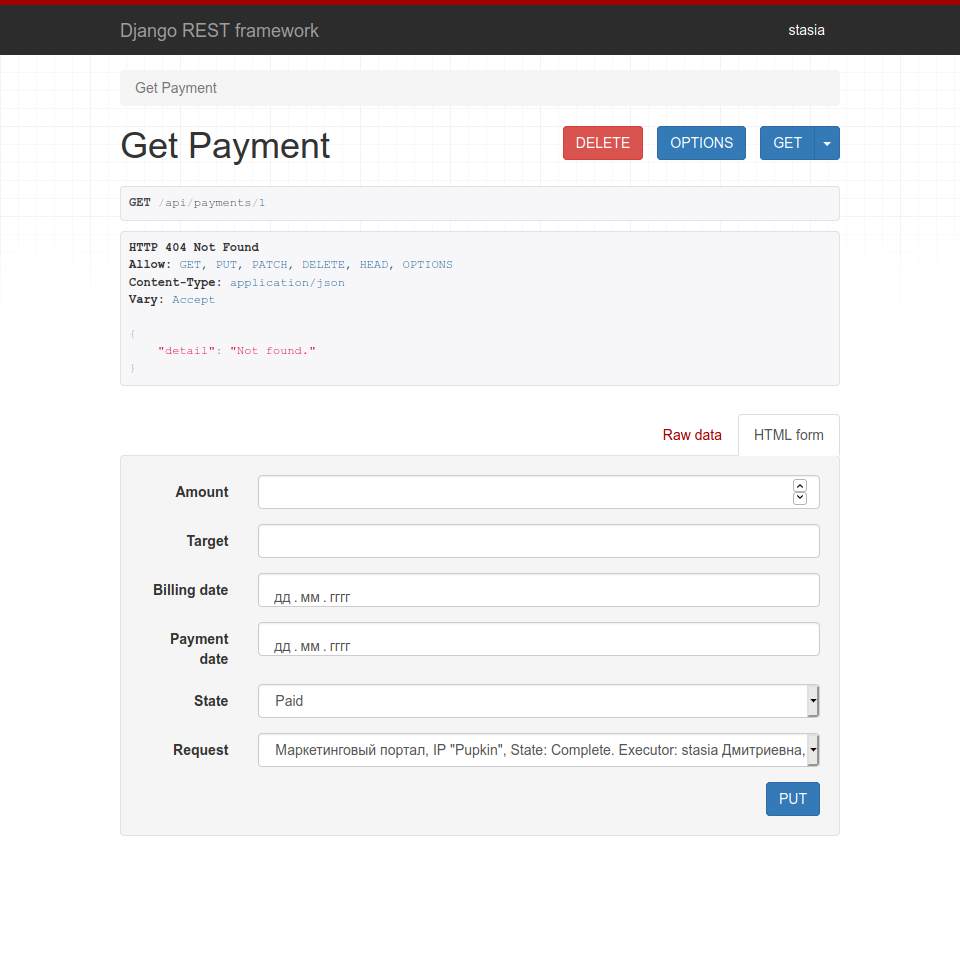 Django REST framework
stasia
Get Payment
Get Payment
DELETE
OPTIONS
GET
GET /api/payments/1
HTTP 404 Not Found
Allow: GET, PUT, PATCH, DELETE, HEAD, OPTIONS
Content-Type: application/json
Vary: Accept
{
"detail": "Not found."
}
Raw data
HTML form
Amount
Target
Billing date
дд . мм . гггг
Payment
date
дд . мм . гггг
State
Paid
Request
Маркетинговый портал, IP "Pupkin", State: Complete. Executor: stasia Дмитриевна,
PUT